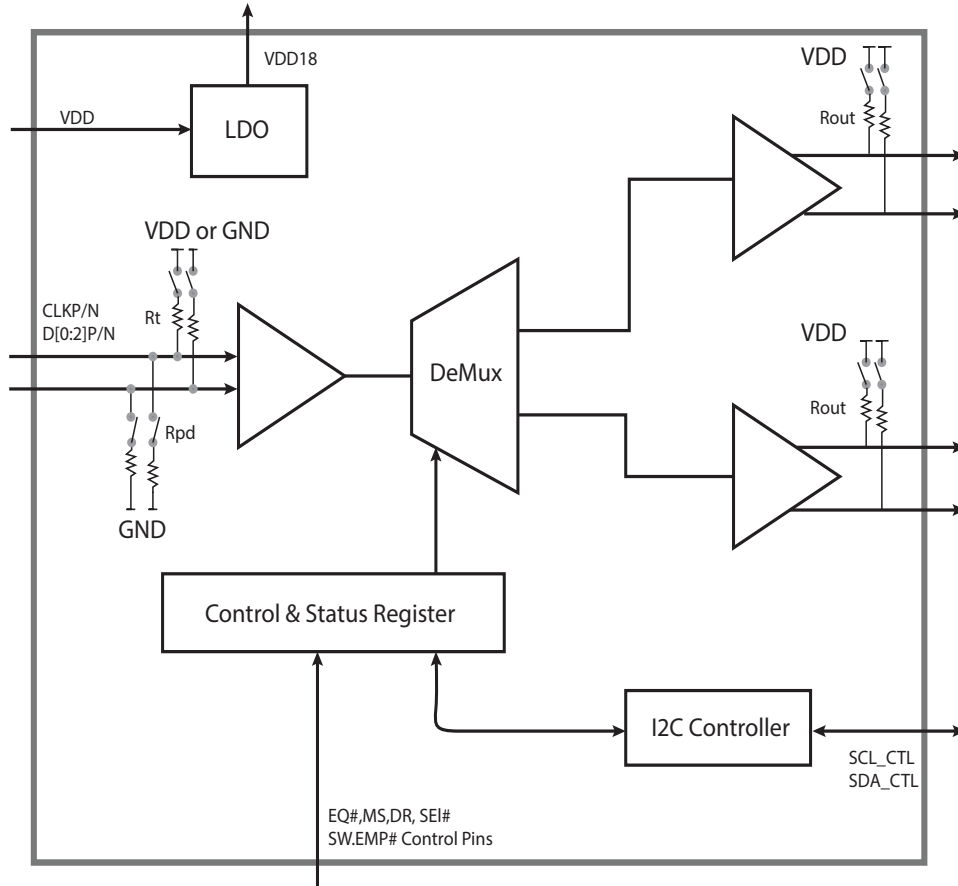 VDD18
VDD
LDO
VDD
Rout
VDD or GND
CLKP/N
D[0:2]P/N
Rt
DeMux
VDD
Rout
Rpd
GND
Control & Status Register
I2C Controller
SCL_CTL
SDA_CTL
EQ#,MS,DR, SEl#
SW.EMP# Control Pins